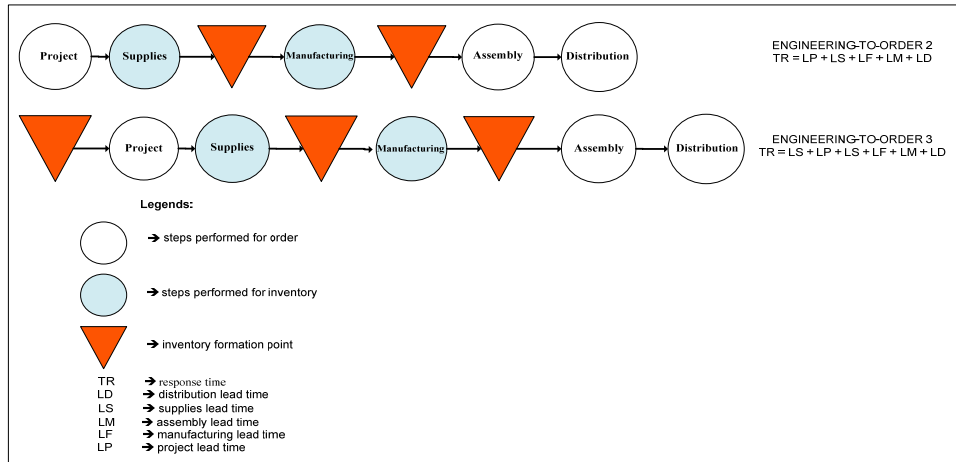 Project
Supplies
Manufacturing
Assembly
Distribution
ENGINEERING-TO-ORDER 2
TR = LP + LS + LF + LM + LD
Project
Supplies
Manufacturing
Assembly
Distribution
ENGINEERING-TO-ORDER 3
TR = LS + LP + LS + LF + LM + LD
Legends:
➔ steps performed for order
➔ steps performed for inventory
➔ inventory formation point
TR ➔ response time
LD ➔ distribution lead time
LS ➔ supplies lead time
LM ➔ assembly lead time
LF ➔ manufacturing lead time
LP ➔ project lead time